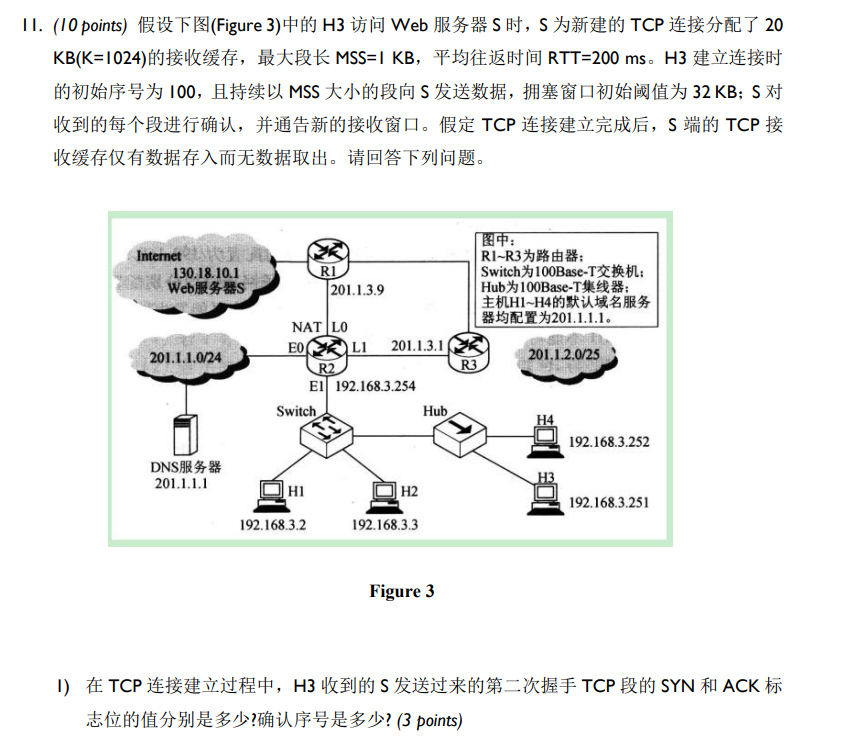 11. (10 points) 假设下图(Figure 3)中的 H3 访问 Web 服务器 S 时，S 为新建的 TCP 连接分配了 20
KB(K=1024)的接收缓存，最大段长 MSS=1 KB，平均往返时间 RTT=200 ms。H3 建立连接时
的初始序号为 100，且持续以 MSS 大小的段向 S 发送数据，拥塞窗口初始阈值为 32 KB；S 对
收到的每个段进行确认，并通告新的接收窗口。假定 TCP 连接建立完成后，S 端的 TCP 接
收缓存仅有数据存入而无数据取出。请回答下列问题。
Internet
130.18.10.1
Web服务器S
R1
201.1.3.9
图中：
R1~R3为路由器；
Switch为100Base-T交换机；
Hub为100Base-T集线器；
主机H1~H4的默认域名服务
器均配置为201.1.1.1。
NAT L0
201.1.1.0/24
E0
L1
201.1.3.1
R2
R3
201.1.2.0/25
E1 192.168.3.254
Switch
Hub
H4
192.168.3.252
DNS服务器
201.1.1.1
H1
H2
H3
192.168.3.251
192.168.3.2
192.168.3.3
Figure 3
1) 在 TCP 连接建立过程中，H3 收到的 S 发送过来的第二次握手 TCP 段的 SYN 和 ACK 标
志位的值分别是多少?确认序号是多少? (3 points)